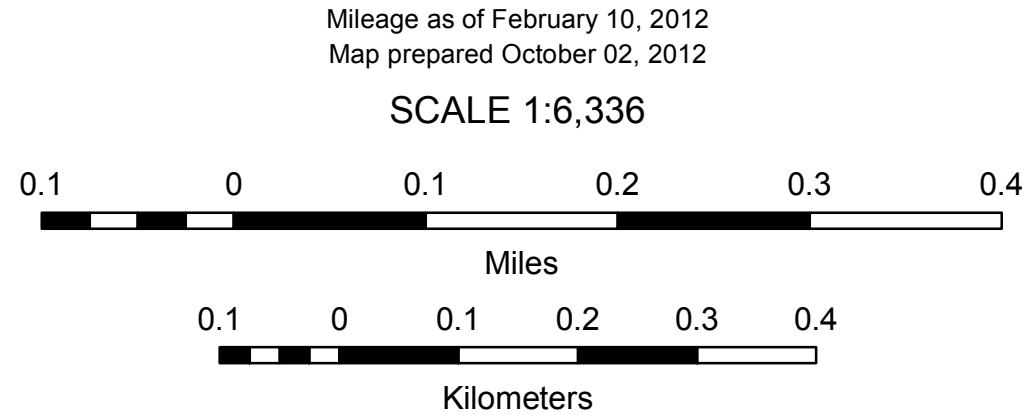 Mileage as of February 10, 2012
Map prepared October 02, 2012
SCALE 1:6,336
0.1 0 0.1 0.2 0.3 0.4
Miles
0.1 0 0.1 0.2 0.3 0.4
Kilometers